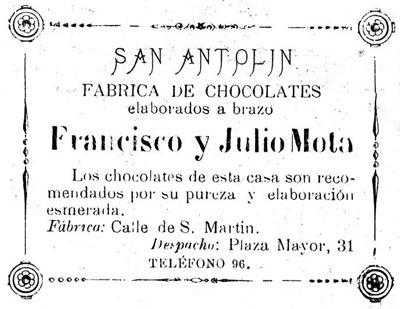 SAN ANTOLIN
FABRICA DE CHOCOLATES
elaborados a brazo
Francisco y Julio Mota
Los chocolates de esta casa son reco-
mendados por su pureza y elaboración
esmerada.
Fábrica: Calle de S. Martin.
Despacho: Plaza Mayor, 31
TELÉFONO 96.